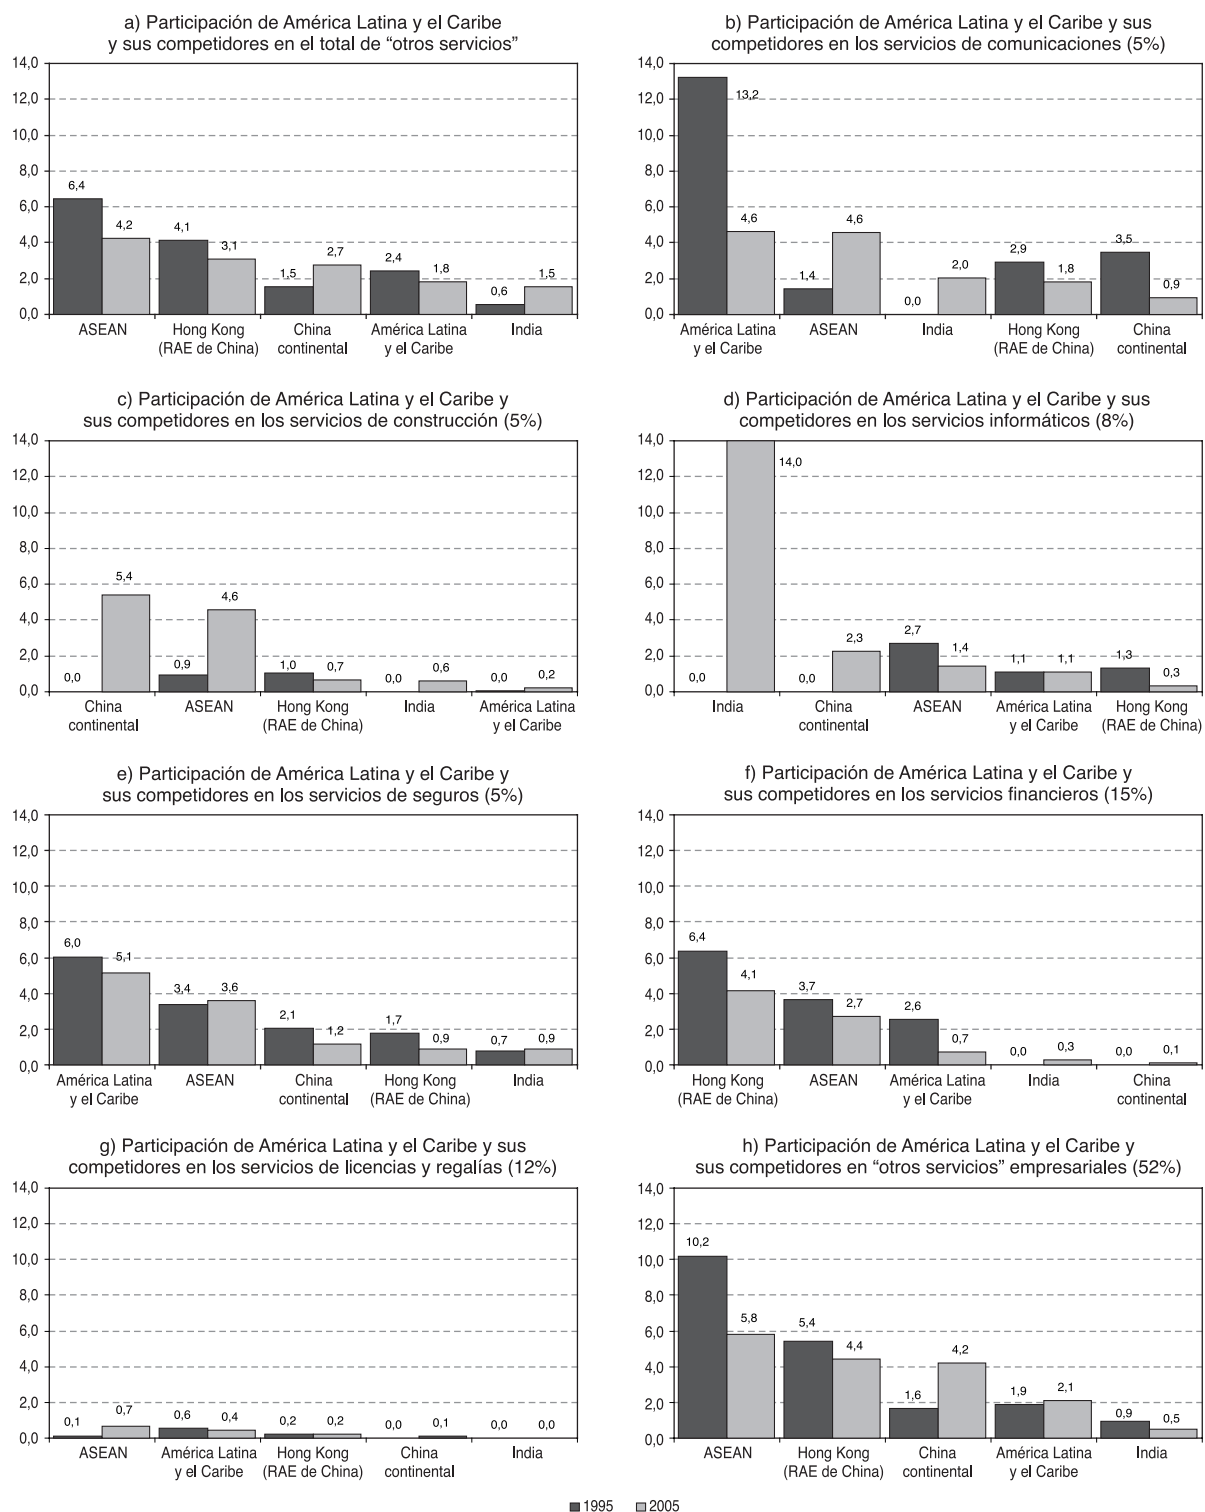 a) Participación de América Latina y el Caribe
y sus competidores en el total de “otros servicios”
14,0
12,0
10,0
8,0
6,0
4,0
2,0
0,0
6,4
4,2
4,1
3,1
1,5
2,7
2,4
1,8
0,6
1,5
ASEAN
Hong Kong
(RAE de China)
China
continental
América Latina
y el Caribe
India
b) Participación de América Latina y el Caribe y sus
competidores en los servicios de comunicaciones (5%)
14,0
12,0
10,0
8,0
6,0
4,0
2,0
0,0
13,2
4,6
1,4
4,6
0,0
2,0
2,9
1,8
3,5
0,9
América Latina
y el Caribe
ASEAN
India
Hong Kong
(RAE de China)
China
continental
c) Participación de América Latina y el Caribe y
sus competidores en los servicios de construcción (5%)
14,0
12,0
10,0
8,0
6,0
4,0
2,0
0,0
0,0
5,4
0,9
4,6
1,0
0,7
0,0
0,6
0,0
0,2
China
continental
ASEAN
Hong Kong
(RAE de China)
India
América Latina
y el Caribe
d) Participación de América Latina y el Caribe y sus
competidores en los servicios informáticos (8%)
14,0
12,0
10,0
8,0
6,0
4,0
2,0
0,0
0,0
14,0
0,0
2,3
2,7
1,4
1,1
1,1
1,3
0,3
India
China
continental
ASEAN
América Latina
y el Caribe
Hong Kong
(RAE de China)
e) Participación de América Latina y el Caribe y
sus competidores en los servicios de seguros (5%)
14,0
12,0
10,0
8,0
6,0
4,0
2,0
0,0
6,0
5,1
3,4
3,6
2,1
1,2
1,7
0,9
0,7
0,9
América Latina
y el Caribe
ASEAN
China
continental
Hong Kong
(RAE de China)
India
f) Participación de América Latina y el Caribe y
sus competidores en los servicios financieros (15%)
14,0
12,0
10,0
8,0
6,0
4,0
2,0
0,0
6,4
4,1
3,7
2,7
2,6
0,7
0,0
0,3
0,0
0,1
Hong Kong
(RAE de China)
ASEAN
América Latina
y el Caribe
India
China
continental
g) Participación de América Latina y el Caribe y sus
competidores en los servicios de licencias y regalías (12%)
14,0
12,0
10,0
8,0
6,0
4,0
2,0
0,0
0,1
0,7
0,6
0,4
0,2
0,2
0,0
0,1
0,0
0,0
ASEAN
América Latina
y el Caribe
Hong Kong
(RAE de China)
China
continental
India
h) Participación de América Latina y el Caribe y
sus competidores en “otros servicios” empresariales (52%)
14,0
12,0
10,0
8,0
6,0
4,0
2,0
0,0
10,2
5,8
5,4
4,4
1,6
4,2
1,9
2,1
0,9
0,5
ASEAN
Hong Kong
(RAE de China)
China
continental
América Latina
y el Caribe
India
1995
2005